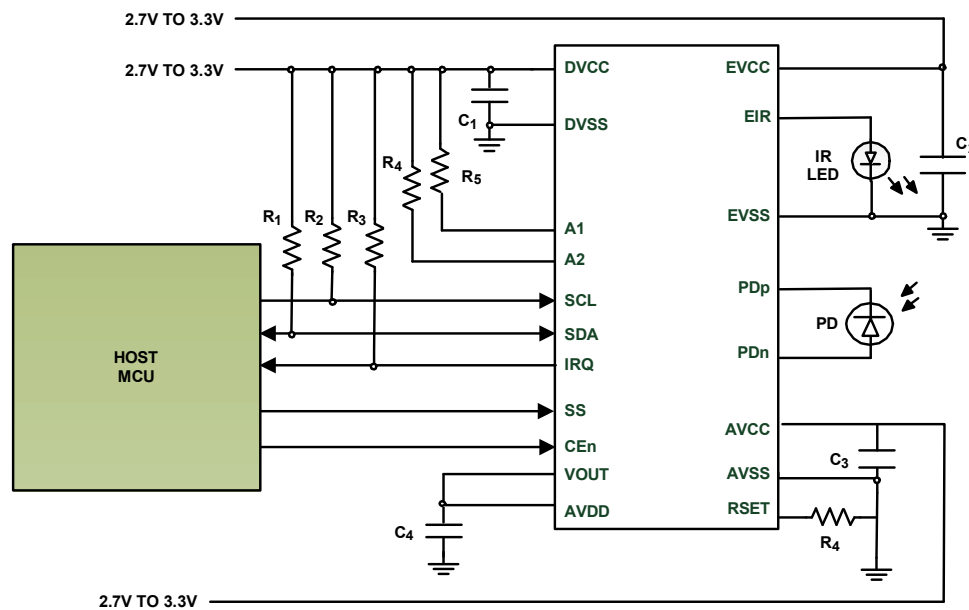 2.7V TO 3.3V
2.7V TO 3.3V
DVCC
EVCC
C1
DVSS
EIR
IR
LED
R4
R5
R1
R2
R3
EVSS
A1
A2
HOST
MCU
SCL
SDA
IRQ
SS
CEn
PDp
PD
PDn
AVCC
C3
VOUT
AVSS
AVDD
RSET
C4
R4
2.7V TO 3.3V